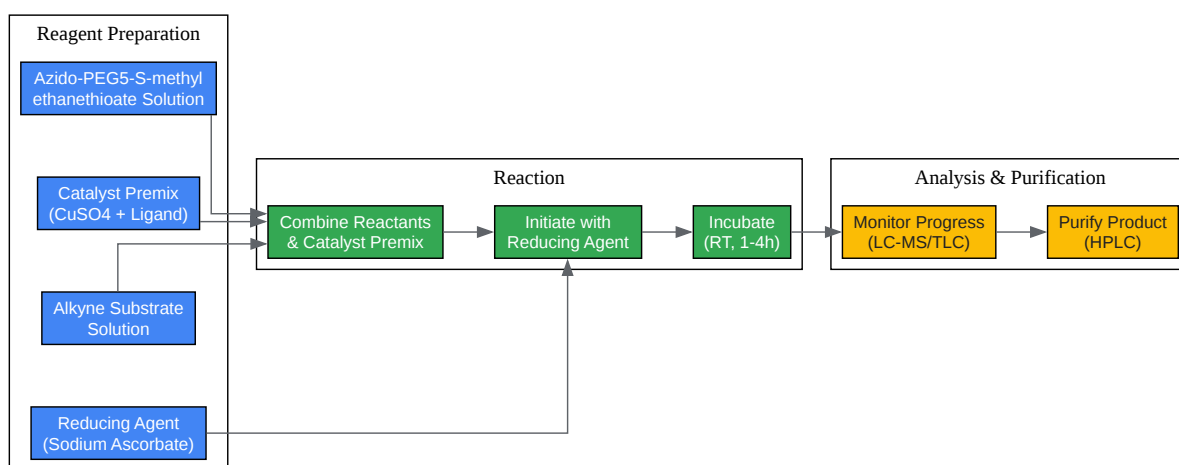 Reagent Preparation
Azido-PEG5-S-methyl
ethanethioate Solution
Catalyst Premix
(CuSO4 + Ligand)
Alkyne Substrate
Solution
Reducing Agent
(Sodium Ascorbate)
Reaction
Combine Reactants
& Catalyst Premix
Initiate with
Reducing Agent
Incubate
(RT, 1-4h)
Analysis & Purification
Monitor Progress
(LC-MS/TLC)
Purify Product
(HPLC)